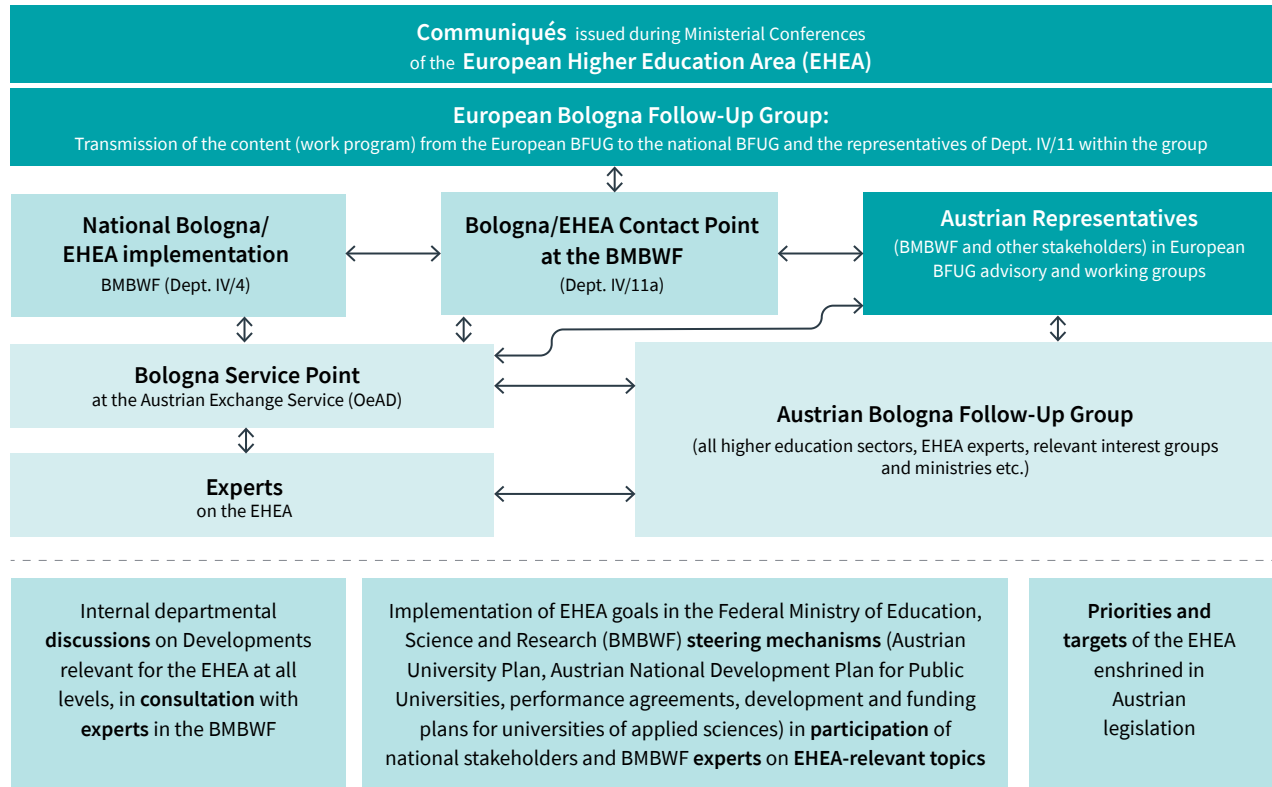 Communiqués issued during Ministerial Conferences
of the European Higher Education Area (EHEA)
European Bologna Follow-Up Group:
Transmission of the content (work program) from the European BFUG to the national BFUG and the representatives of Dept. IV/11 within the group
National Bologna/
EHEA implementation
BMBWF (Dept. IV/4)
Bologna/EHEA Contact Point
at the BMBWF
(Dept. IV/11a)
Austrian Representatives
(BMBWF and other stakeholders) in European
BFUG advisory and working groups
Bologna Service Point
at the Austrian Exchange Service (OeAD)
Austrian Bologna Follow-Up Group
(all higher education sectors, EHEA experts, relevant interest groups
and ministries etc.)
Experts
on the EHEA
Internal departmental
discussions on Developments
relevant for the EHEA at all
levels, in consultation with
experts in the BMBWF
Implementation of EHEA goals in the Federal Ministry of Education,
Science and Research (BMBWF) steering mechanisms (Austrian
University Plan, Austrian National Development Plan for Public
Universities, performance agreements, development and funding
plans for universities of applied sciences) in participation of
national stakeholders and BMBWF experts on EHEA-relevant topics
Priorities and
targets of the EHEA
enshrined in
Austrian
legislation